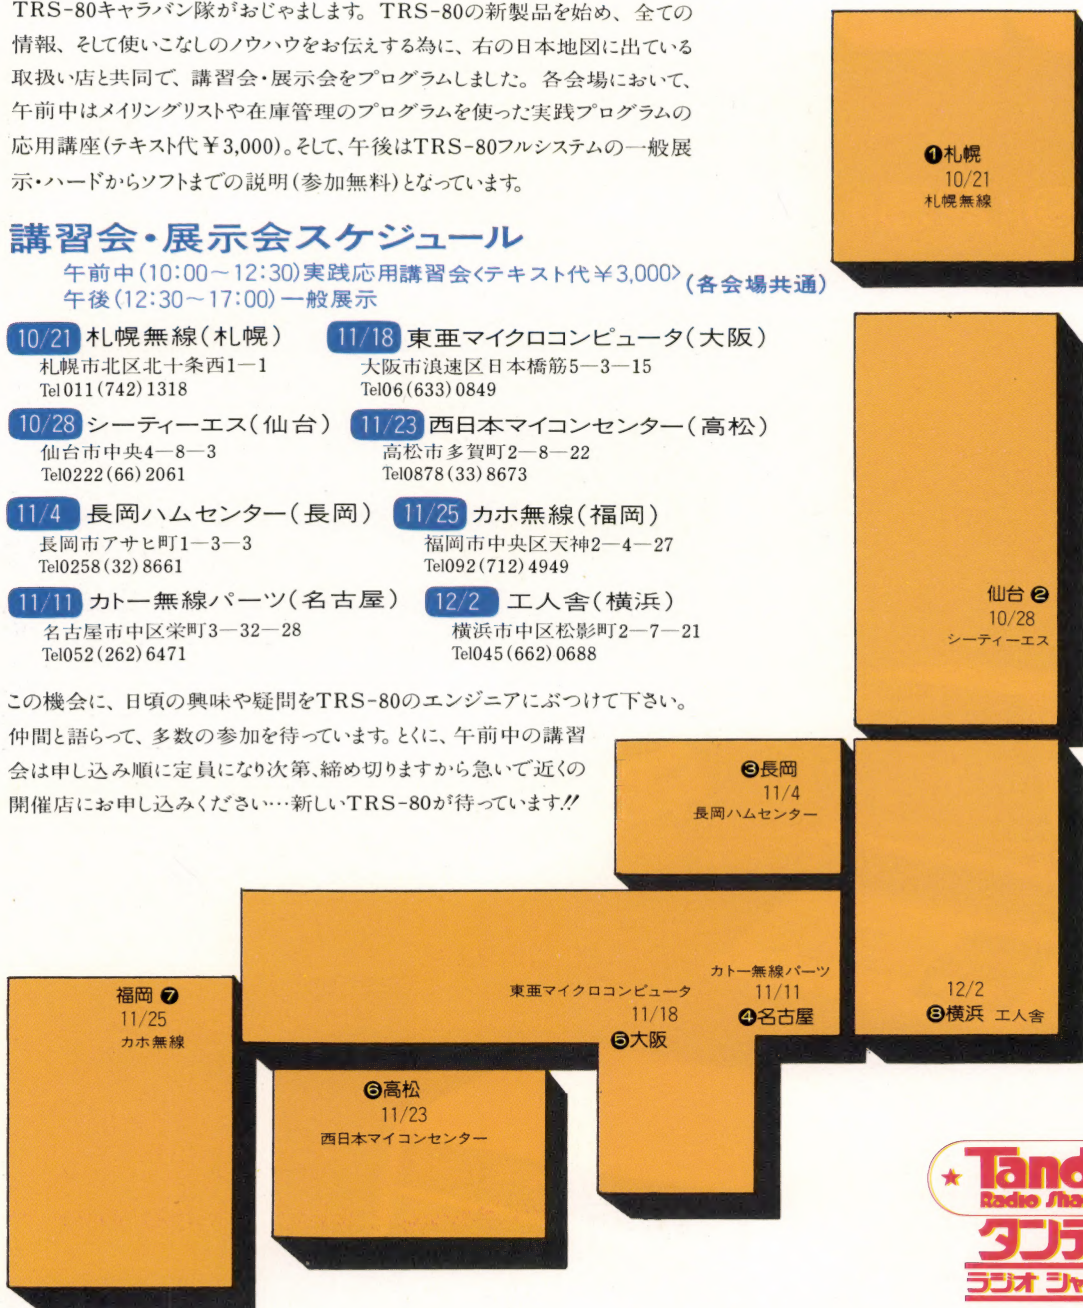 TRS-80キャラバン隊がおじゃまします。TRS-80の新製品を始め、全ての
情報、そして使いこなしのノウハウをお伝えする為に、右の日本地図に出ている
取扱い店と共同で、講習会・展示会をプログラムしました。各会場において、
午前中はメイリングリストや在庫管理のプログラムを使った実践プログラムの
応用講座(テキスト代¥3,000)。そして、午後はTRS-80フルシステムの一般展
示・ハードからソフトまでの説明(参加無料)となっています。
講習会・展示会スケジュール
午前中(10:00~12:30)実践応用講習会<テキスト代¥3,000>
午後(12:30~17:00)一般展示
(各会場共通)
10/21 札幌無線(札幌)
札幌市北区北十条西1—1
Tel011(742)1318
11/18 東亜マイクロコンピュータ(大阪)
大阪市浪速区日本橋筋5—3—15
Tel06(633)0849
10/28 シーティーエス(仙台)
仙台市中央4—8—3
Tel0222(66)2061
11/23 西日本マイコンセンター(高松)
高松市多賀町2—8—22
Tel0878(33)8673
11/4 長岡ハムセンター(長岡)
長岡市アサヒ町1—3—3
Tel0258(32)8661
11/25 カホ無線(福岡)
福岡市中央区天神2—4—27
Tel092(712)4949
11/11 カトー無線パーツ(名古屋)
名古屋市中区栄町3—32—28
Tel052(262)6471
12/2 工人舎(横浜)
横浜市中区松影町2—7—21
Tel045(662)0688
この機会に、日頃の興味や疑問をTRS-80のエンジニアにぶつけて下さい。
仲間と語らって、多数の参加を待っています。とくに、午前中の講習
会は申し込み順に定員になり次第、締め切りますから急いで近くの
開催店にお申し込みください…新しいTRS-80が待っています!!
❶札幌
10/21
札幌無線
仙台❷
10/28
シーティーエス
❸長岡
11/4
長岡ハムセンター
カトー無線パーツ
11/11
❹名古屋
東亜マイクロコンピュータ
11/18
❺大阪
❻高松
11/23
西日本マイコンセンター
福岡❼
11/25
カホ無線
12/2
❽横浜 工人舎
Tand
Radio Sha
タンデ
ラジオ シャ